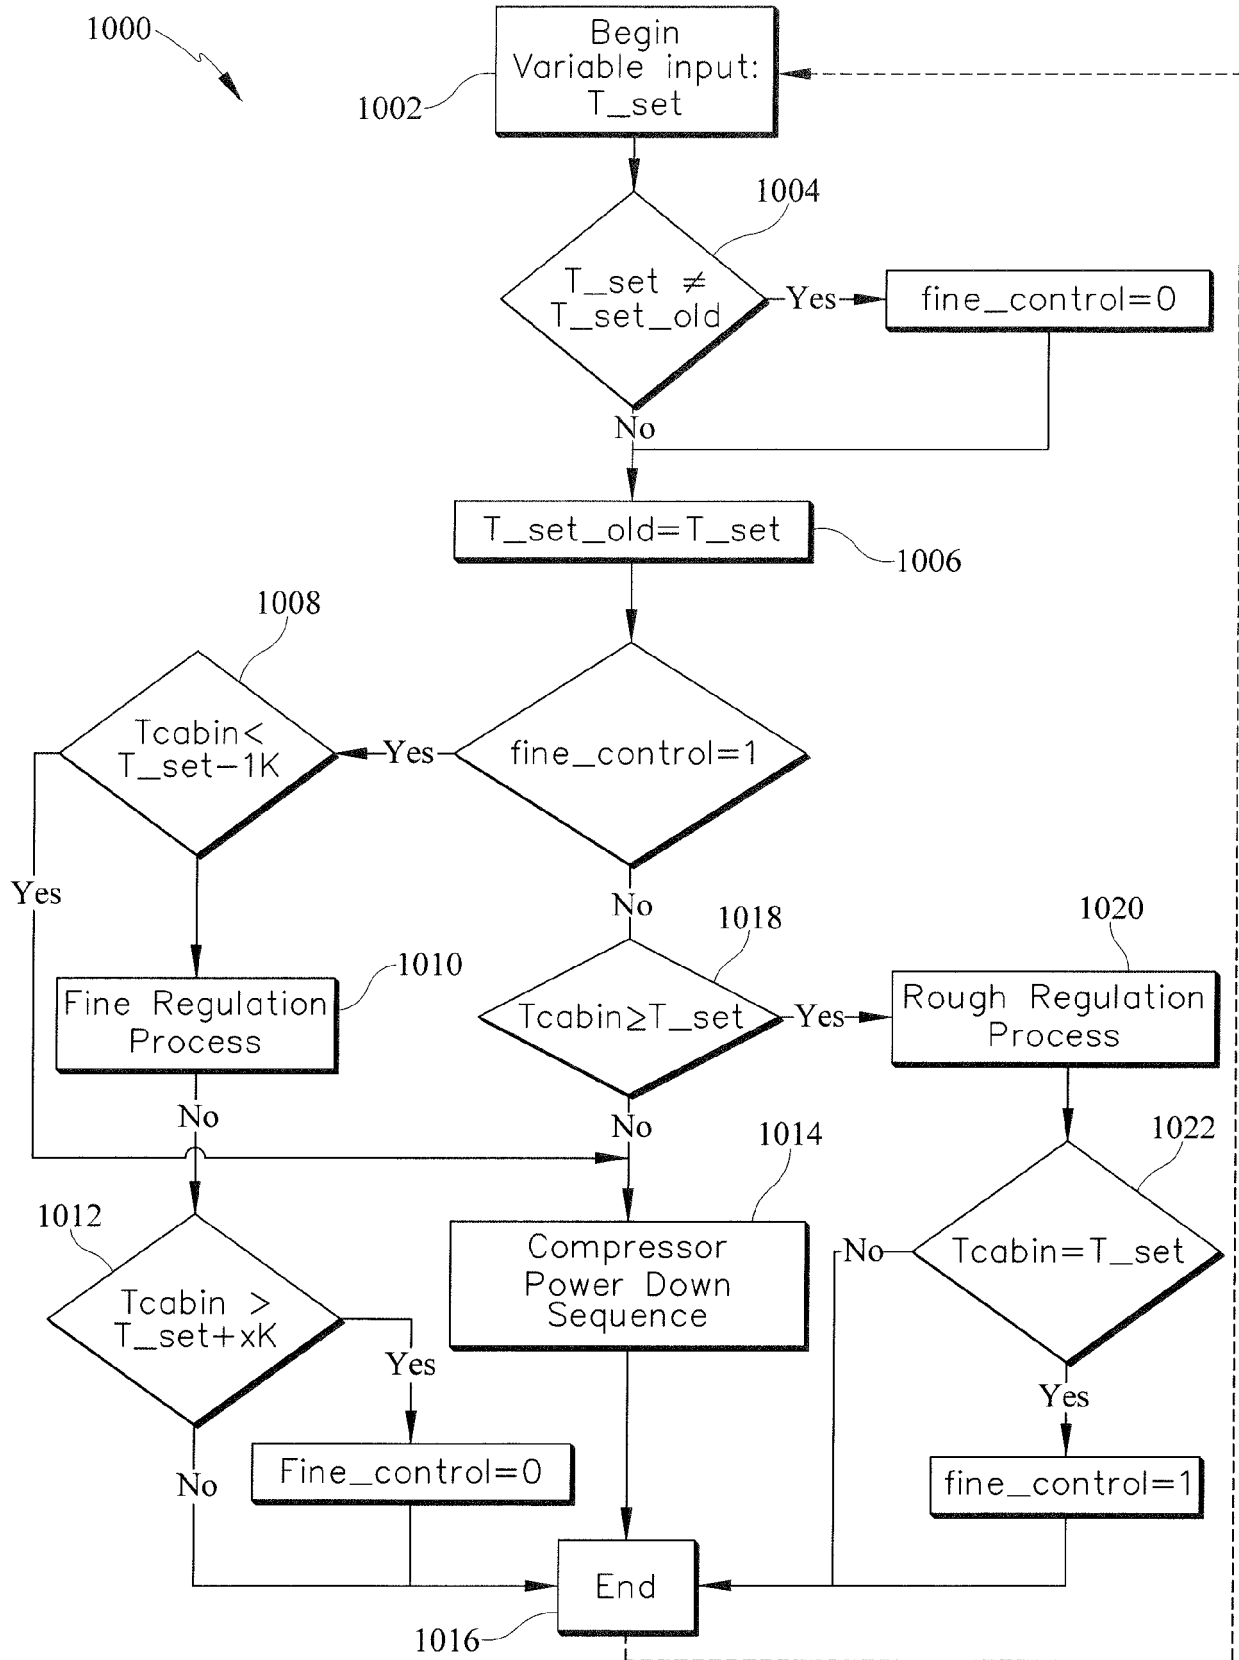 1000
Begin
Variable input:
T_set
1002
1004
T_set ≠
T_set_old
Yes
fine_control=0
No
T_set_old=T_set
1006
1008
Tcabin<
T_set-1K
Yes
fine_control=1
Yes
No
1010
Fine Regulation
Process
1018
Tcabin≥T_set
Yes
1020
Rough Regulation
Process
No
No
1014
1022
1012
Compressor
Power Down
Sequence
No
Tcabin=T_set
Tcabin >
T_set+xK
Yes
Yes
No
Fine_control=0
fine_control=1
End
1016